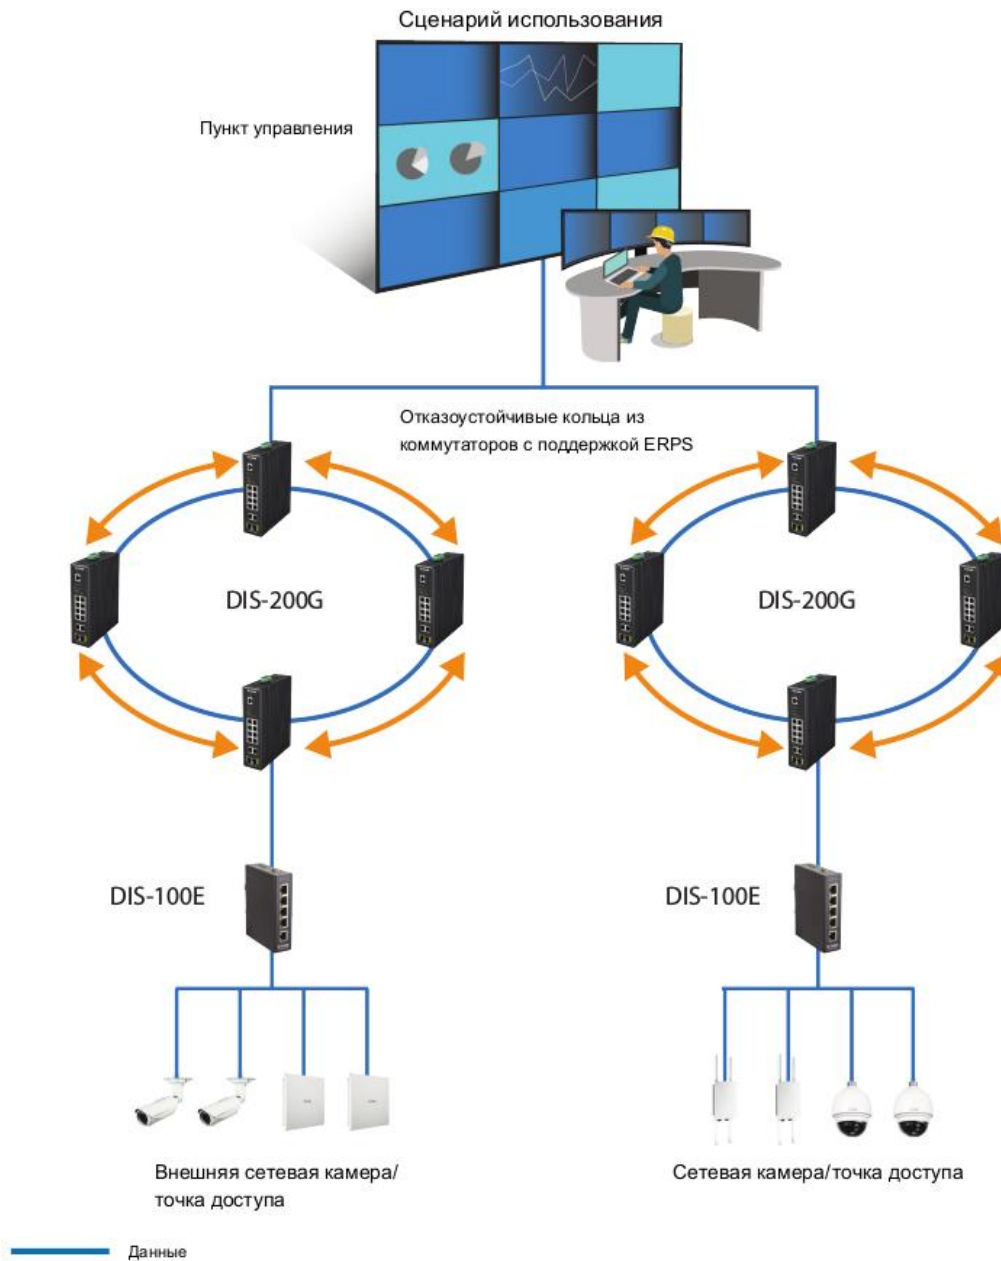 Сценарий использования
Пункт управления
Отказоустойчивые кольца из
коммутаторов с поддержкой ERPS
DIS-200G
DIS-200G
DIS-100E
DIS-100E
Внешняя сетевая камера/
точка доступа
Сетевая камера/точка доступа
Данные